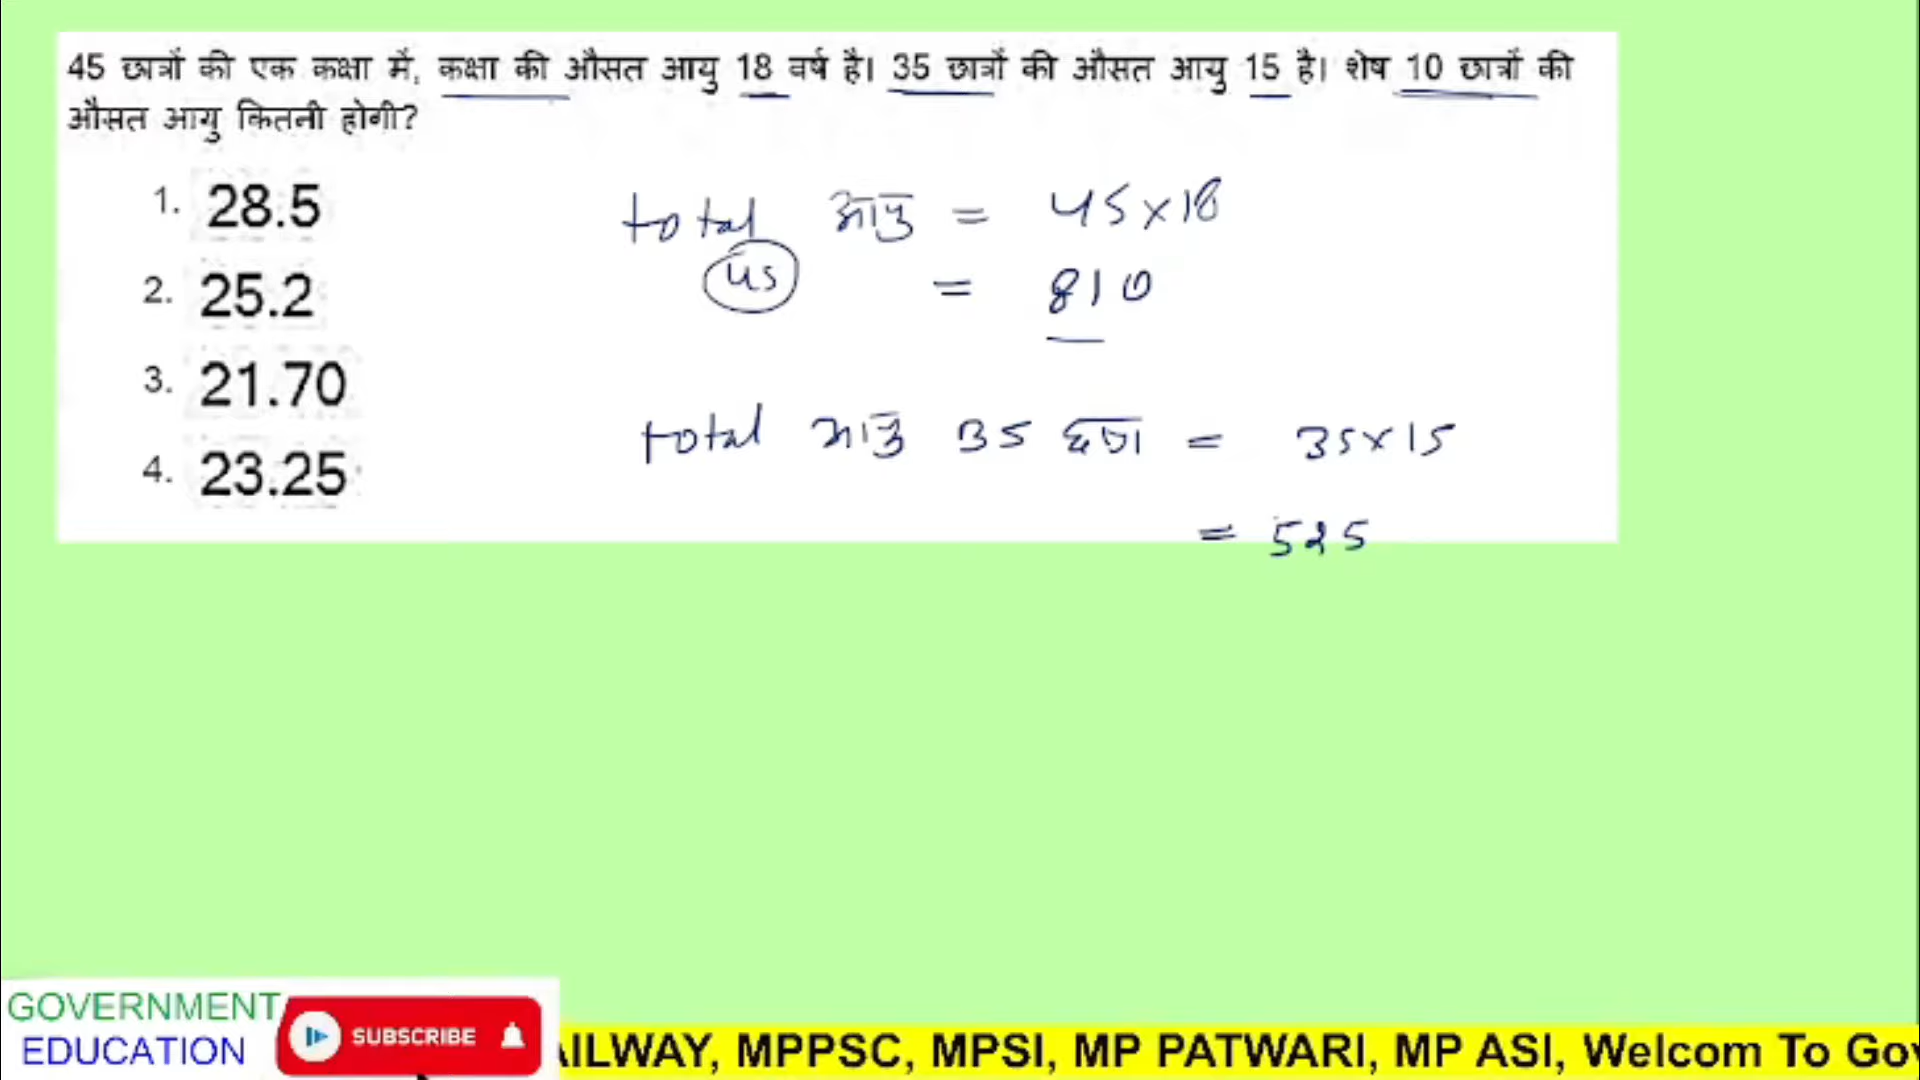 45 छात्रों की एक कक्षा में, कक्षा की औसत आयु 18 वर्ष है। 35 छात्रों की औसत आयु 15 है। शेष 10 छात्रों की
औसत आयु कितनी होगी?
1. 28.5
2. 25.2
3. 21.70
4. 23.25
total आयु = 45×18
45 = 810
total आयु 35 = 35×15
= 525
GOVERNMENT
EDUCATION
SUBSCRIBE
AILWAY, MPPSC, MPSI, MP PATWARI, MP ASI, Welcom To Gov